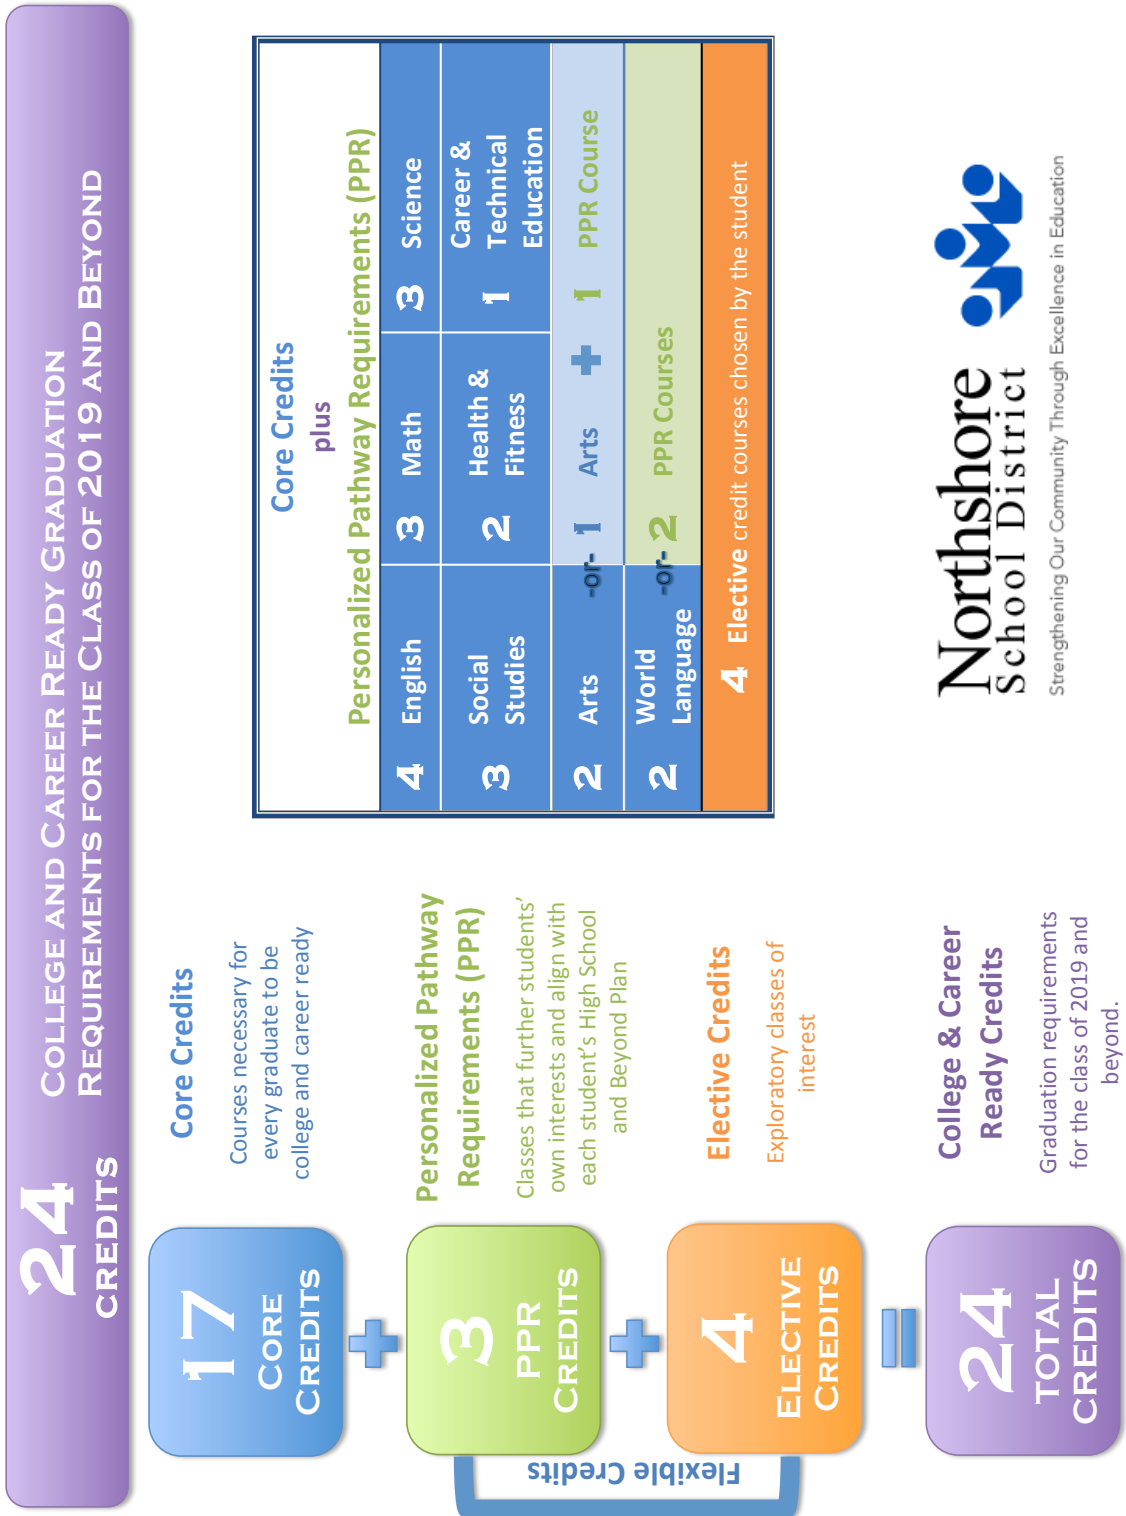 24
CREDITS
COLLEGE AND CAREER READY GRADUATION
REQUIREMENTS FOR THE CLASS OF 2019 AND BEYOND
17
CORE
CREDITS
Core Credits
Courses necessary for
every graduate to be
college and career ready
3
PPR
CREDITS
Personalized Pathway
Requirements (PPR)
Classes that further students’
own interests and align with
each student's High School
and Beyond Plan
4
ELECTIVE
CREDITS
Elective Credits
Exploratory classes of
interest
Flexible Credits
24
TOTAL
CREDITS
College & Career
Ready Credits
Graduation requirements
for the class of 2019 and
beyond.
Core Credits
plus
Personalized Pathway Requirements (PPR)
4 English
3 Math
3 Science
3 Social
Studies
2 Health &
Fitness
1 Career &
Technical
Education
2 Arts
-or- 1 Arts + 1 PPR Course
2 World
Language
-or- 2 PPR Courses
4 Elective credit courses chosen by the student
Northshore
School District
Strengthening Our Community Through Excellence in Education